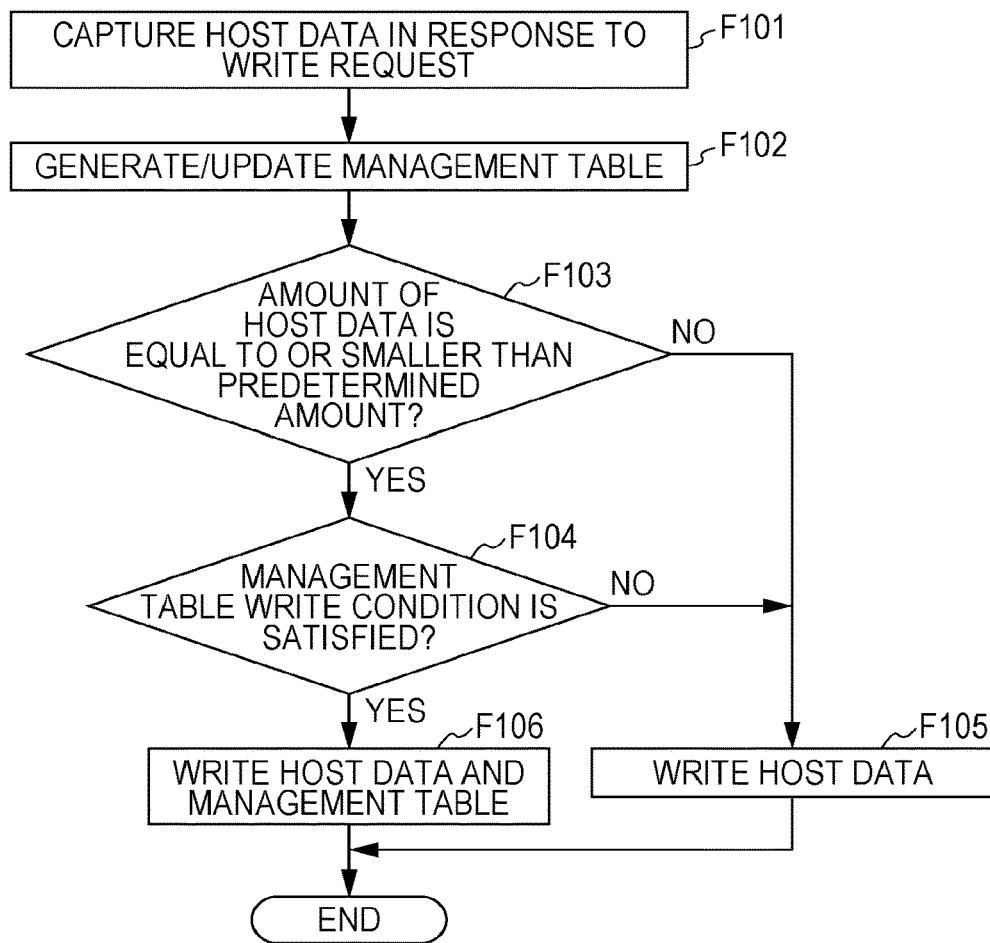 CAPTURE HOST DATA IN RESPONSE TO
WRITE REQUEST
F101
GENERATE/UPDATE MANAGEMENT TABLE
F102
F103
AMOUNT OF
HOST DATA IS
EQUAL TO OR SMALLER THAN
PREDETERMINED
AMOUNT?
NO
YES
F104
MANAGEMENT
TABLE WRITE CONDITION IS
SATISFIED?
NO
YES
F106
WRITE HOST DATA AND
MANAGEMENT TABLE
F105
WRITE HOST DATA
END